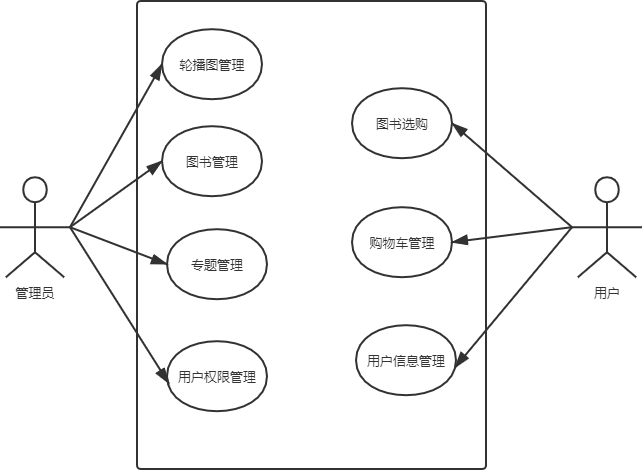 轮播图管理
图书选购
图书管理
购物车管理
专题管理
管理员
用户
用户信息管理
用户权限管理